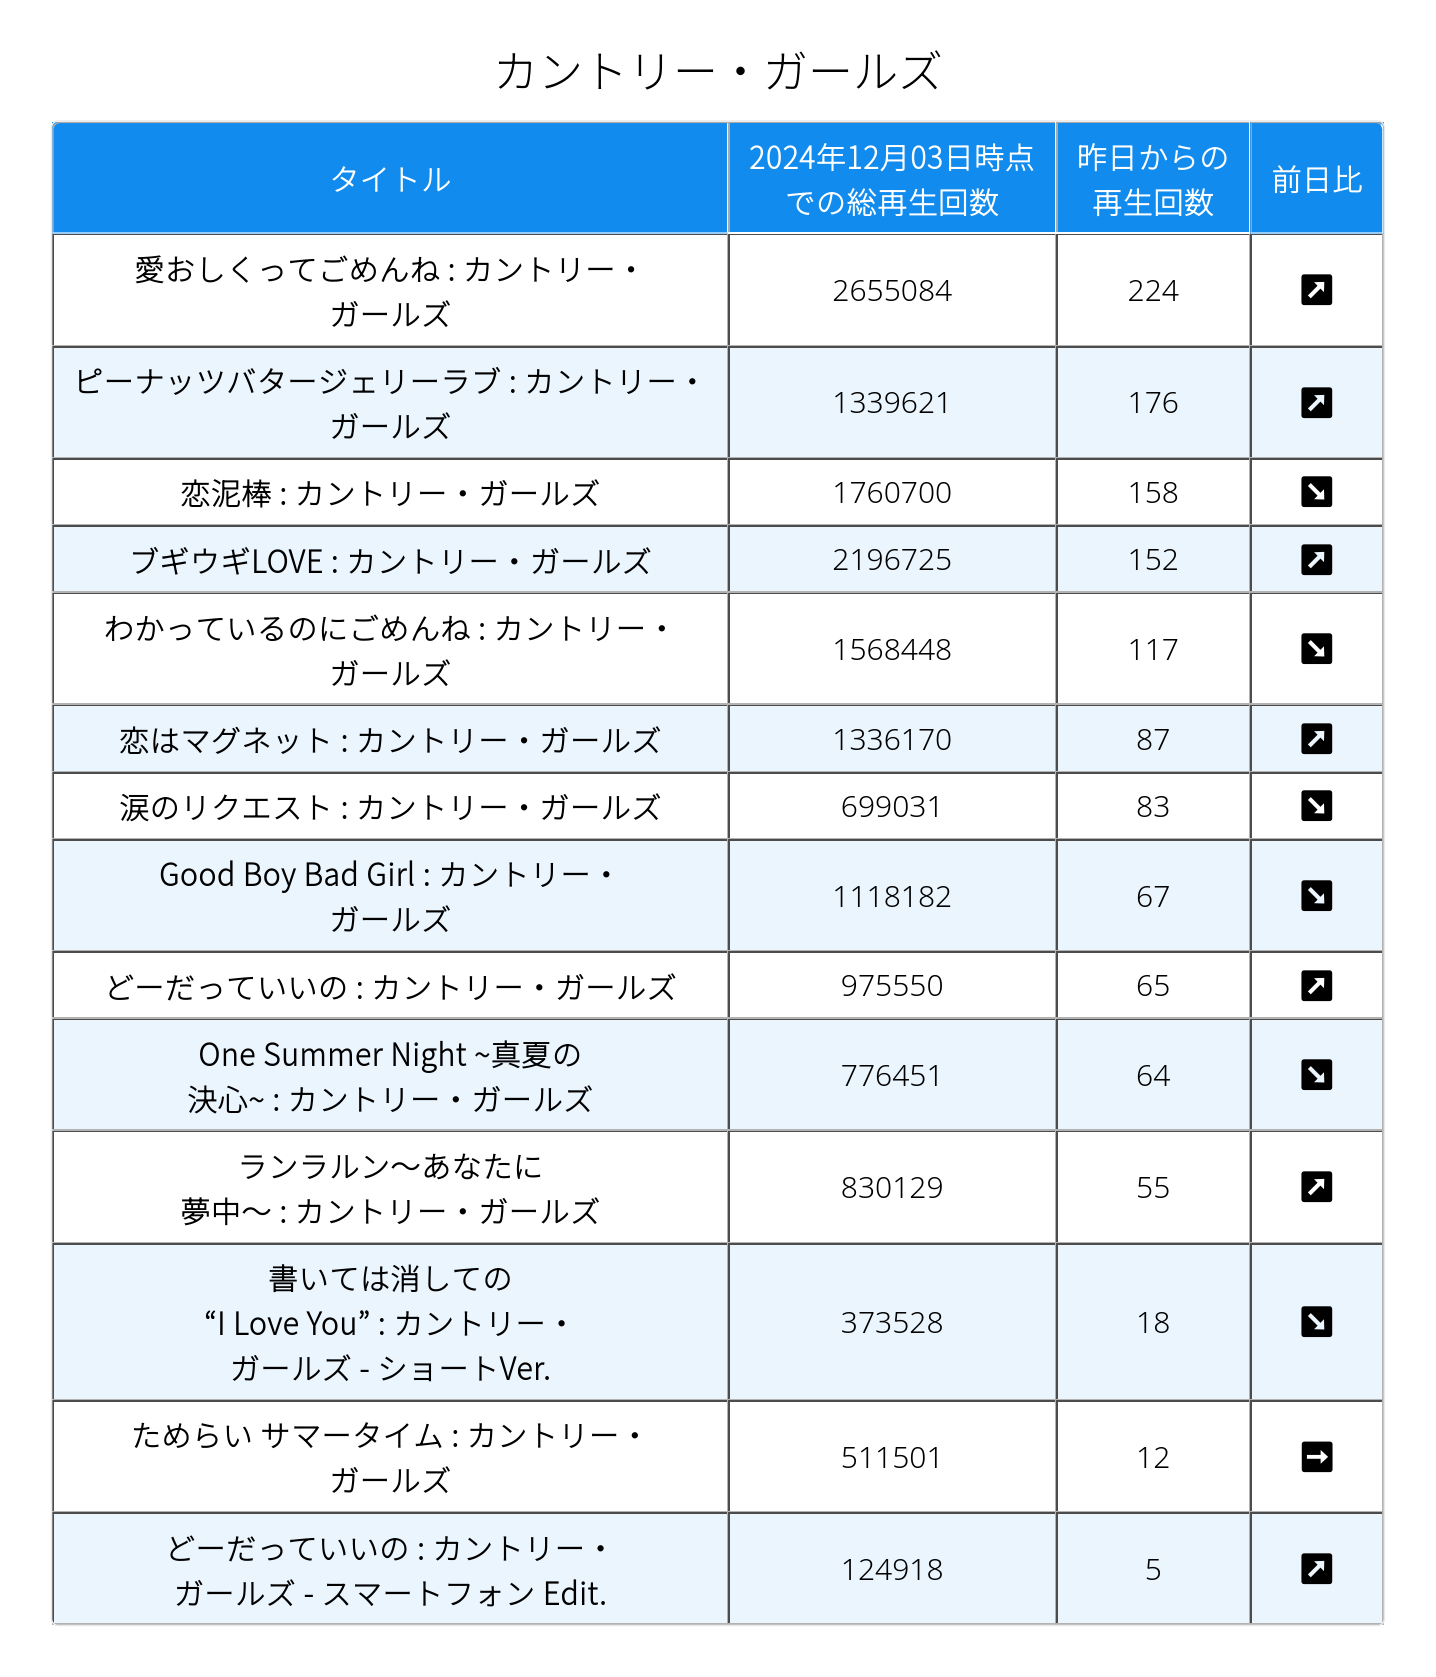 カントリー・ガールズ
タイトル
2024年12月03日時点
での総再生回数
昨日からの
再生回数
前日比
愛おしくってごめんね : カントリー・
ガールズ
2655084
224
ピーナッツバタージェリーラブ : カントリー・
ガールズ
1339621
176
恋泥棒 : カントリー・ガールズ
1760700
158
ブギウギLOVE : カントリー・ガールズ
2196725
152
わかっているのにごめんね : カントリー・
ガールズ
1568448
117
恋はマグネット : カントリー・ガールズ
1336170
87
涙のリクエスト : カントリー・ガールズ
699031
83
Good Boy Bad Girl : カントリー・
ガールズ
1118182
67
どーだっていいの : カントリー・ガールズ
975550
65
One Summer Night ~真夏の
決心~ : カントリー・ガールズ
776451
64
ランラルン～あなたに
夢中～ : カントリー・ガールズ
830129
55
書いては消しての
“I Love You” : カントリー・
ガールズ - ショートVer.
373528
18
ためらい サマータイム : カントリー・
ガールズ
511501
12
どーだっていいの : カントリー・
ガールズ - スマートフォン Edit.
124918
5